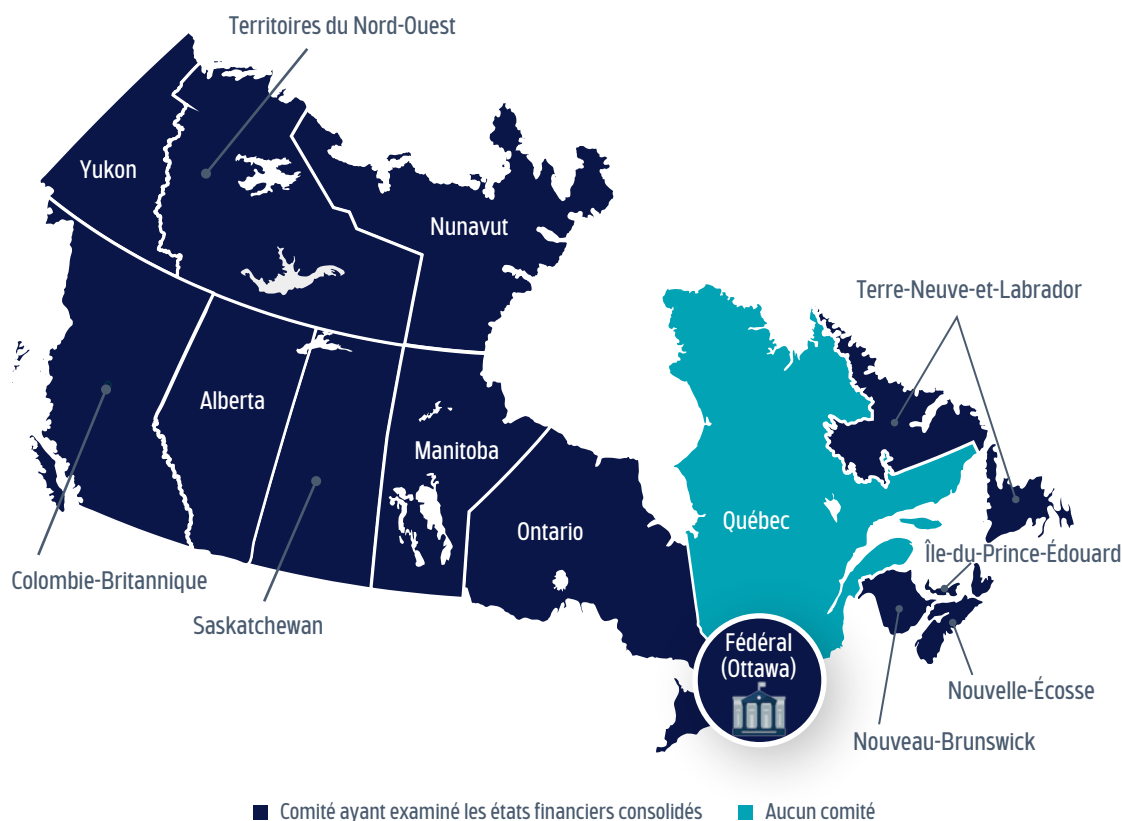 Territoires du Nord-Ouest
Yukon
Nunavut
Terre-Neuve-et-Labrador
Alberta
Manitoba
Ontario
Québec
Île-du-Prince-Édouard
Colombie-Britannique
Saskatchewan
Fédéral
(Ottawa)
Nouvelle-Écosse
Nouveau-Brunswick
Comité ayant examiné les états financiers consolidés
Aucun comité